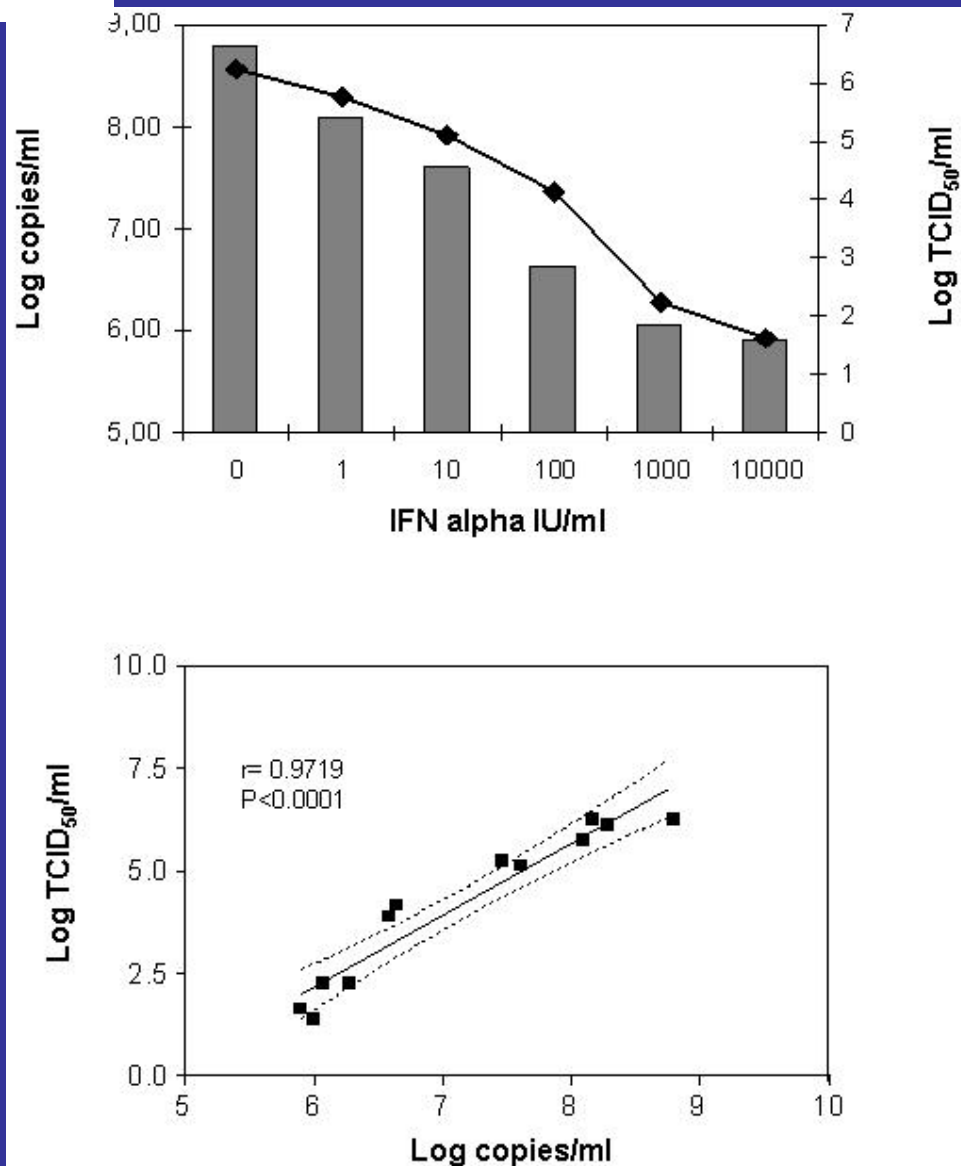 9,00
8,00
7,00
6,00
5,00
Log copies/ml
7
6
5
4
3
2
1
0
Log TCID50/ml
0 1 10 100 1000 10000
IFN alpha IU/ml
10.0
7.5
5.0
2.5
0.0
Log TCID50/ml
r= 0.9719
P<0.0001
5 6 7 8 9 10
Log copies/ml